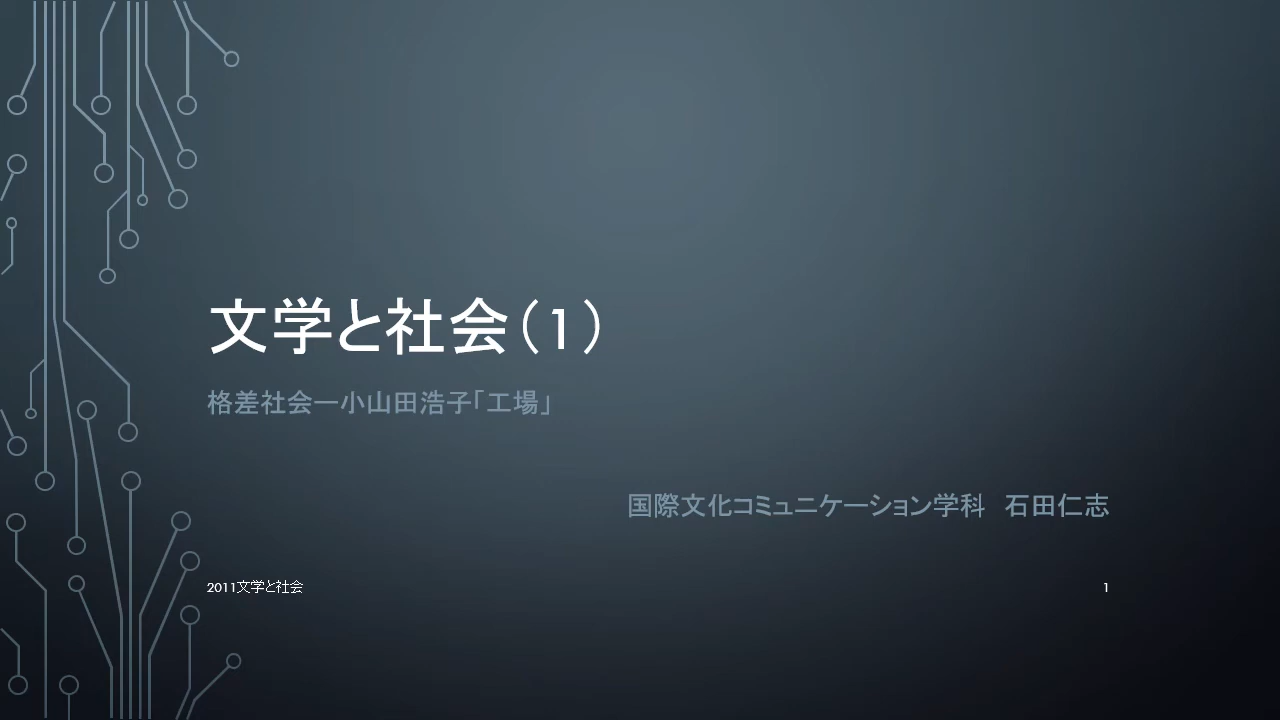 文学と社会（1）
格差社会―小山田浩子「工場」
国際文化コミュニケーション学科　石田仁志
2011文学と社会
1